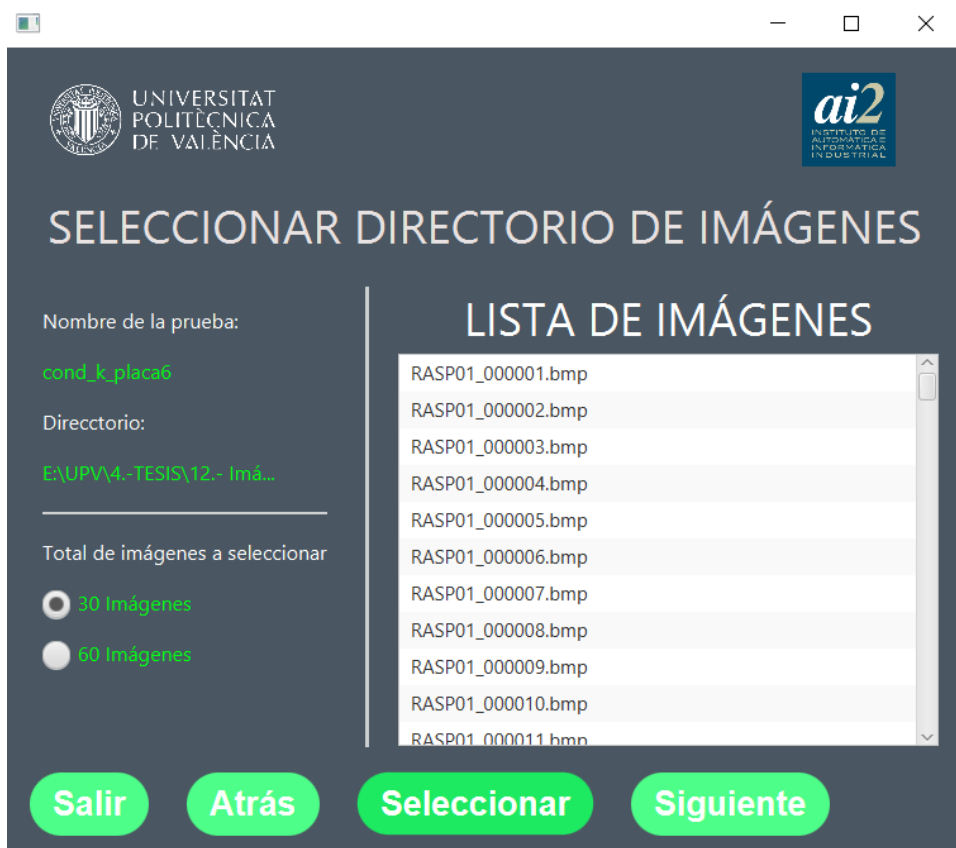 UNIVERSITAT
POLITÈCNICA
DE VALÈNCIA
ai2
INSTITUTO DE
AUTOMÁTICA E
INFORMÁTICA
INDUSTRIAL
SELECCIONAR DIRECTORIO DE IMÁGENES
Nombre de la prueba:
cond_k_placa6
Direcctorio:
E:\UPV\4.-TESIS\12.- Imá...
Total de imágenes a seleccionar
30 Imágenes
60 Imágenes
LISTA DE IMÁGENES
RASP01_000001.bmp
RASP01_000002.bmp
RASP01_000003.bmp
RASP01_000004.bmp
RASP01_000005.bmp
RASP01_000006.bmp
RASP01_000007.bmp
RASP01_000008.bmp
RASP01_000009.bmp
RASP01_000010.bmp
RASP01_000011.bmp
Salir
Atrás
Seleccionar
Siguiente